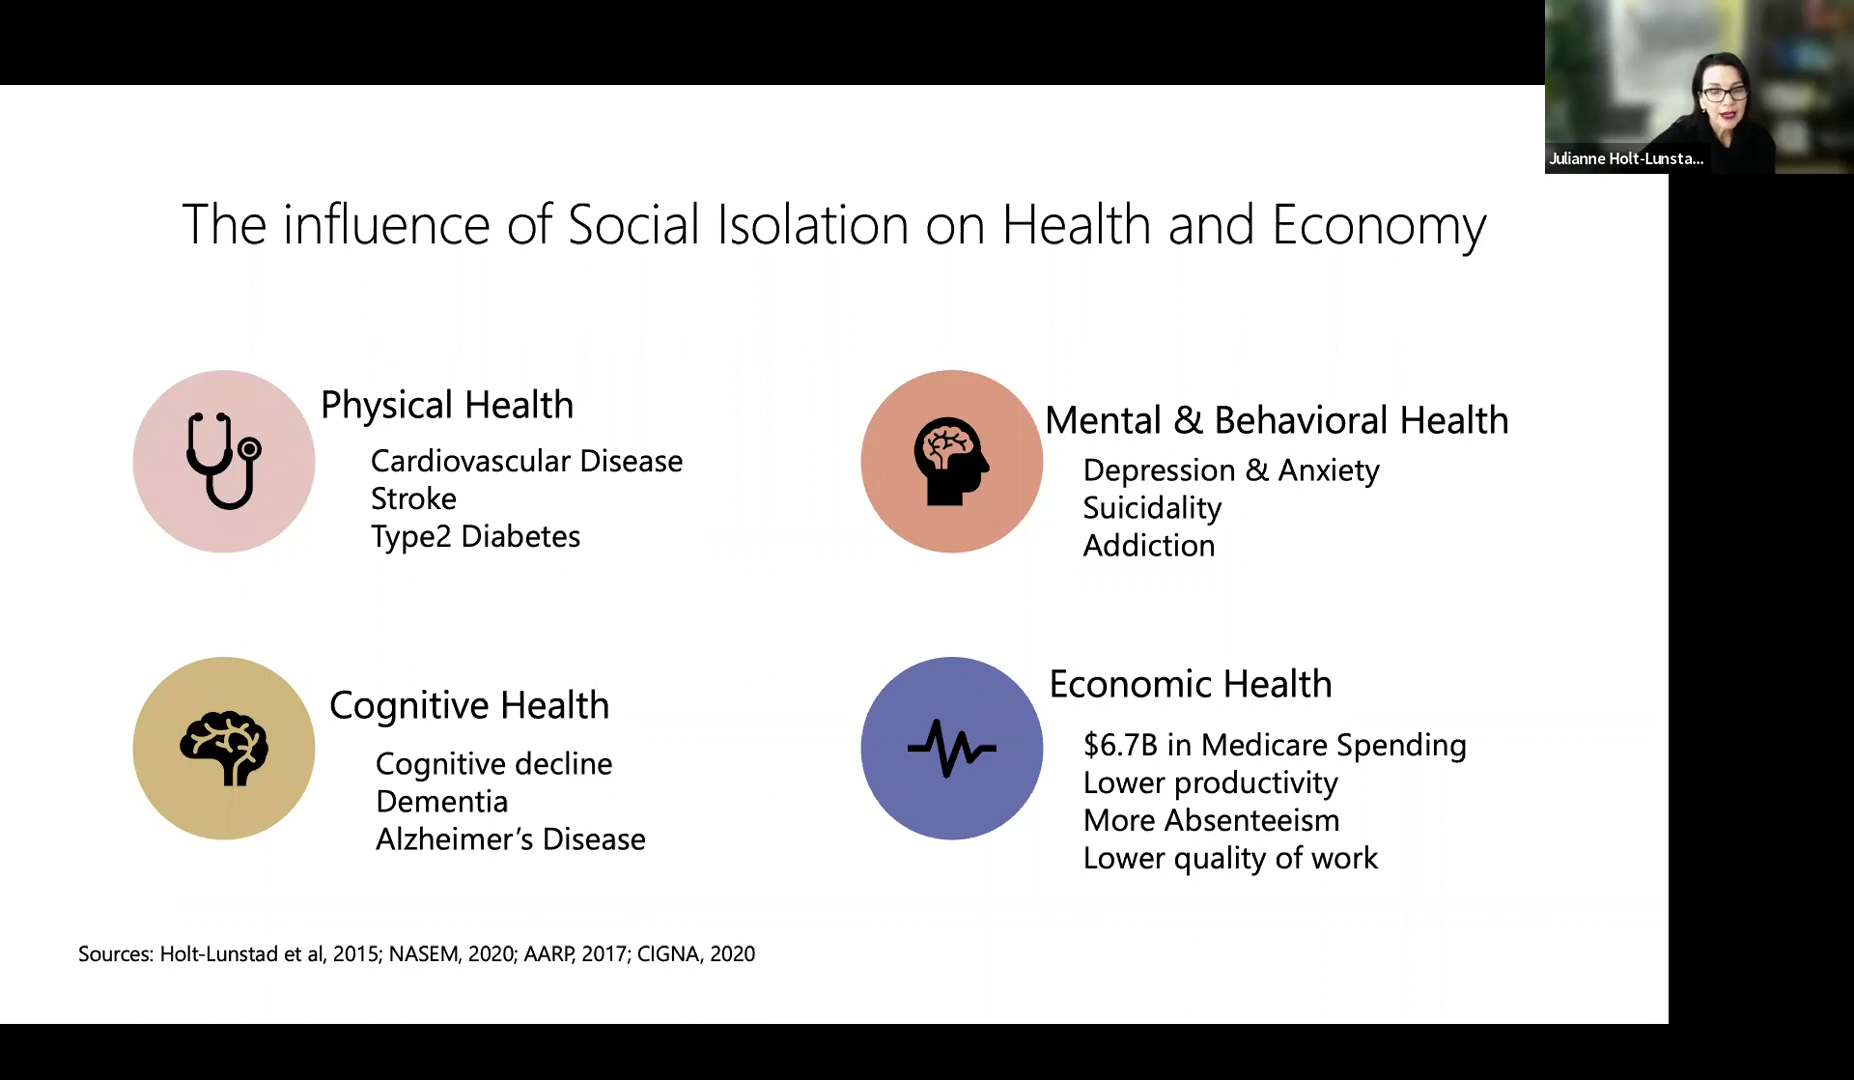 Julianne Holt-Lunsta...
The influence of Social Isolation on Health and Economy
Physical Health
Cardiovascular Disease
Stroke
Type2 Diabetes
Mental & Behavioral Health
Depression & Anxiety
Suicidality
Addiction
Cognitive Health
Cognitive decline
Dementia
Alzheimer’s Disease
Economic Health
$6.7B in Medicare Spending
Lower productivity
More Absenteeism
Lower quality of work
Sources: Holt-Lunstad et al, 2015; NASEM, 2020; AARP, 2017; CIGNA, 2020